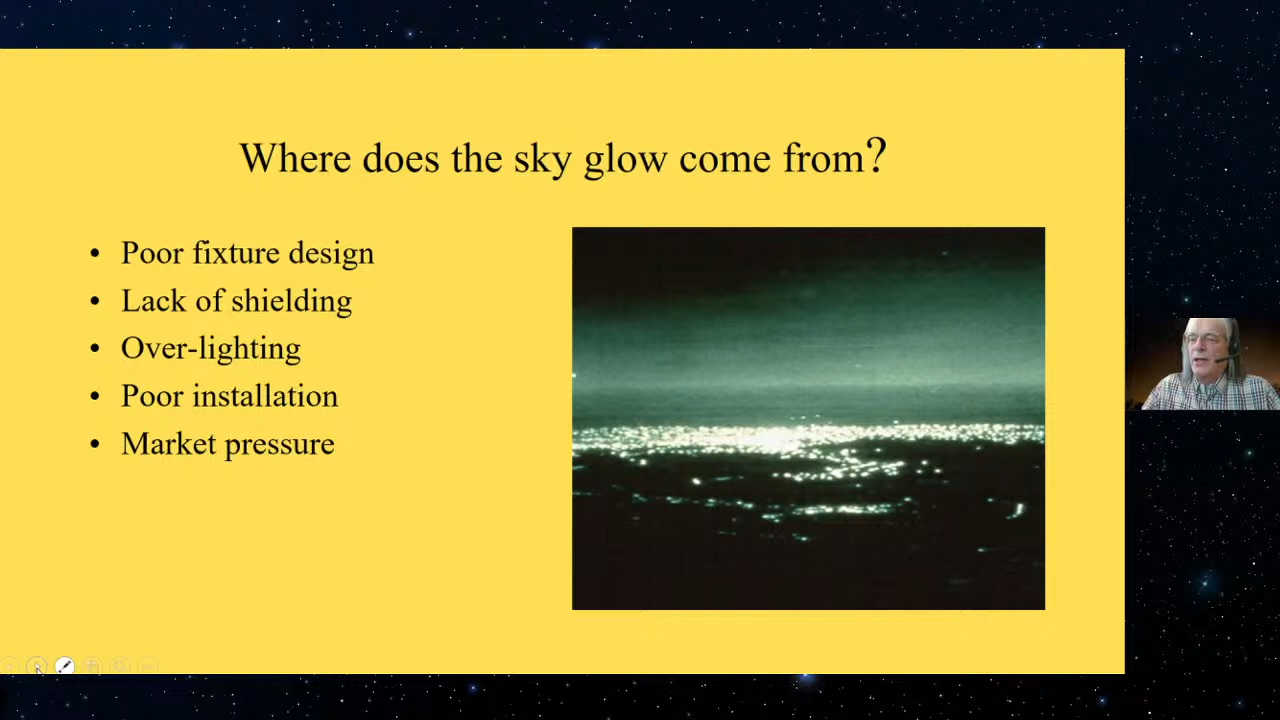 Where does the sky glow come from?
• Poor fixture design
• Lack of shielding
• Over-lighting
• Poor installation
• Market pressure